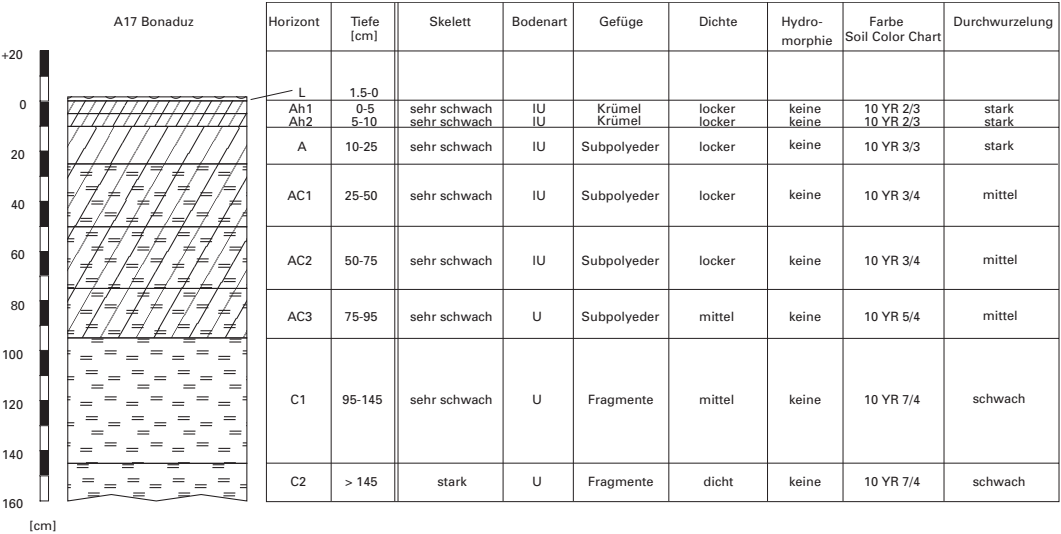 A17 Bonaduz
Horizont Tiefe [cm] Skelett Bodenart Gefüge Dichte Hydro-morphie Farbe Soil Color Chart Durchwurzelung
L 1.5-0
Ah1 0-5 sehr schwach lU Krümel locker keine 10 YR 2/3 stark
Ah2 5-10 sehr schwach lU Krümel locker keine 10 YR 2/3 stark
A 10-25 sehr schwach lU Subpolyeder locker keine 10 YR 3/3 stark
AC1 25-50 sehr schwach lU Subpolyeder locker keine 10 YR 3/4 mittel
AC2 50-75 sehr schwach lU Subpolyeder locker keine 10 YR 3/4 mittel
AC3 75-95 sehr schwach U Subpolyeder mittel keine 10 YR 5/4 mittel
C1 95-145 sehr schwach U Fragmente mittel keine 10 YR 7/4 schwach
C2 > 145 stark U Fragmente dicht keine 10 YR 7/4 schwach
+20
0
20
40
60
80
100
120
140
160
[cm]